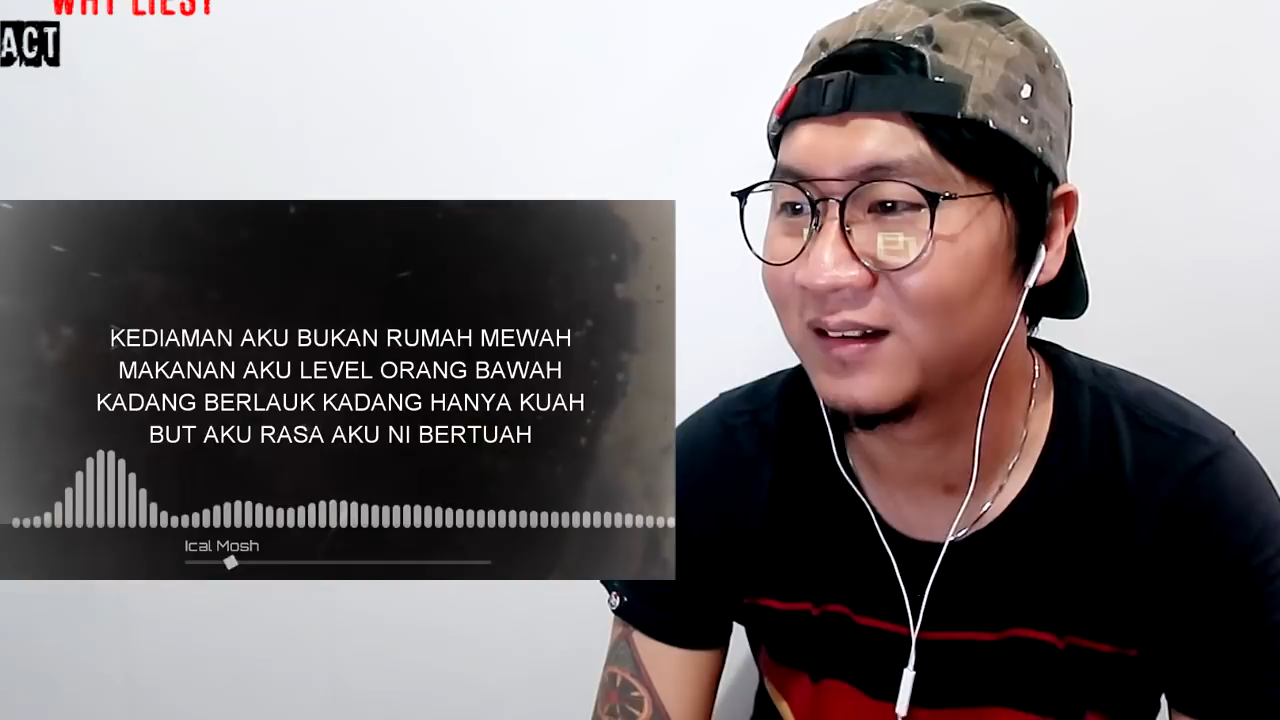 WHY LIES?
ACT
KEDIAMAN AKU BUKAN RUMAH MEWAH
MAKANAN AKU LEVEL ORANG BAWAH
KADANG BERLAUK KADANG HANYA KUAH
BUT AKU RASA AKU NI BERTUAH
Ical Mosh